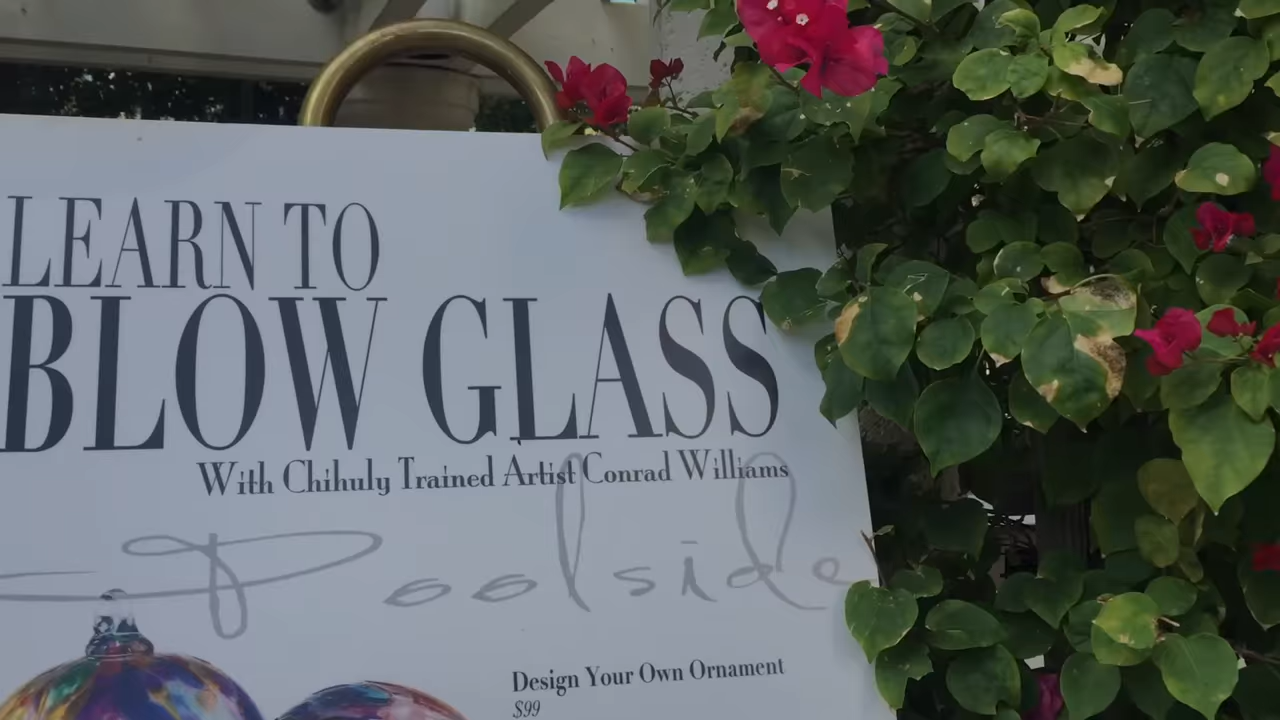 LEARN TO
BLOW GLASS
With Chihuly Trained Artist Conrad Williams
Poolside
Design Your Own Ornament
$99